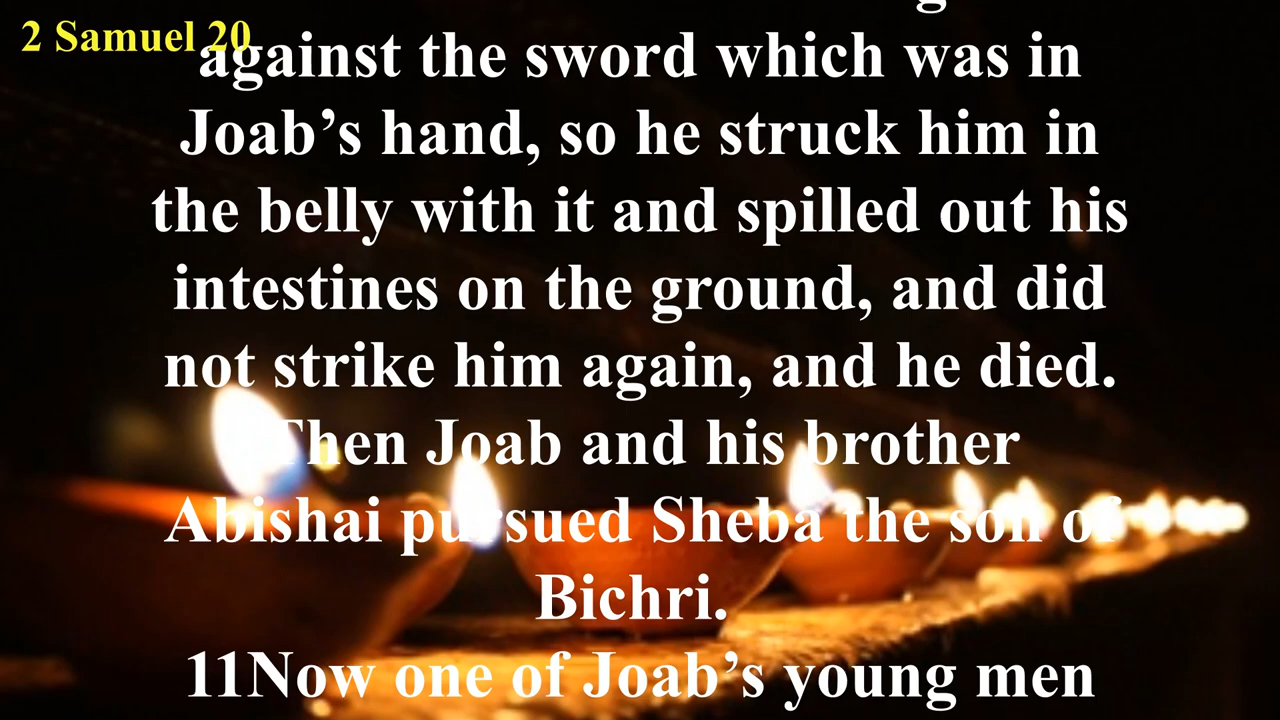 2 Samuel 20
against the sword which was in
Joab’s hand, so he struck him in
the belly with it and spilled out his
intestines on the ground, and did
not strike him again, and he died.
Then Joab and his brother
Abishai pursued Sheba the son of
Bichri.
11Now one of Joab’s young men